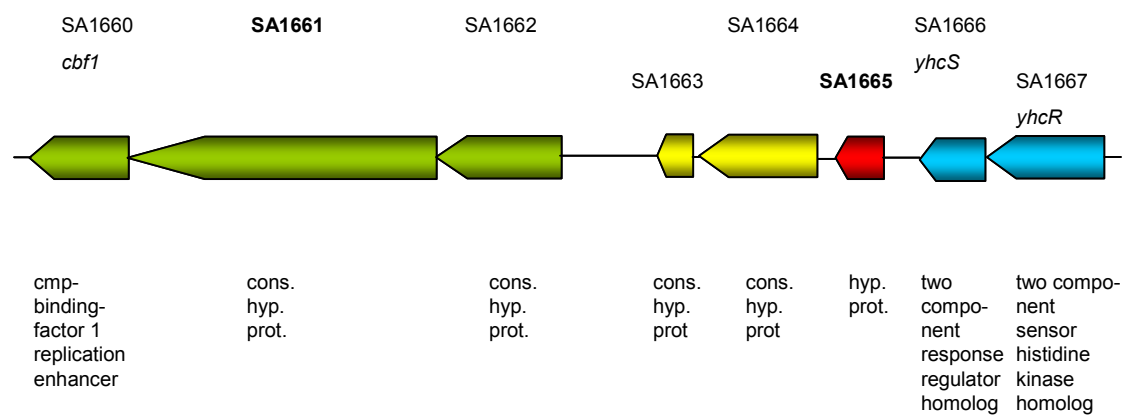 SA1660
cbf1
SA1661
SA1662
SA1663
SA1664
SA1665
SA1666
yhcS
SA1667
yhcR
cmp-
binding-
factor 1
replication
enhancer
cons.
hyp.
prot.
cons.
hyp.
prot.
cons.
hyp.
prot
cons.
hyp.
prot
hyp.
prot.
two
compo-
nent
response
regulator
homolog
two compo-
nent
sensor
histidine
kinase
homolog